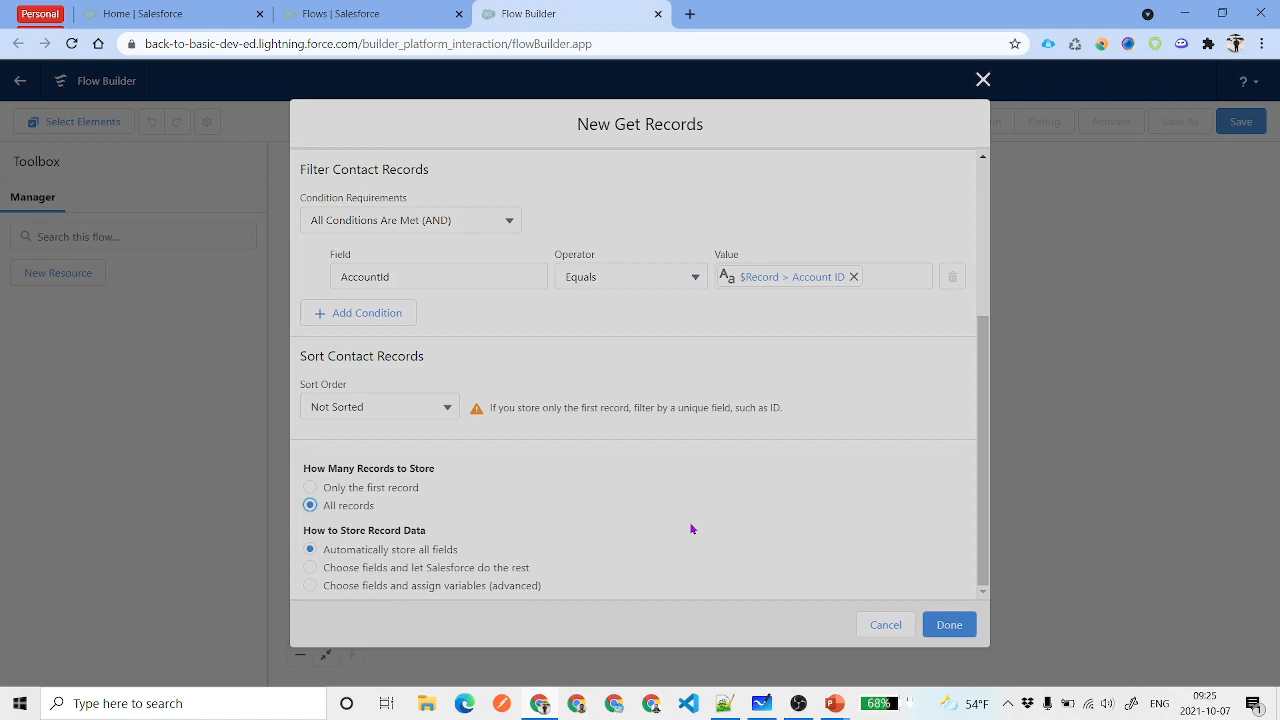 Personal
Home | Salesforce
Flows | Salesforce
Flow Builder
back-to-basic-dev-ed.lightning.force.com/builder_platform_interaction/flowBuilder.app
Flow Builder
?
New Get Records
Select Elements
Debug
Activate
Save As
Save
Toolbox
Manager
Search this flow...
New Resource
Filter Contact Records
Condition Requirements
All Conditions Are Met (AND)
Field
Operator
Value
AccountId
Equals
Aa $Record > Account ID
Add Condition
Sort Contact Records
Sort Order
Not Sorted
If you store only the first record, filter by a unique field, such as ID.
How Many Records to Store
Only the first record
All records
How to Store Record Data
Automatically store all fields
Choose fields and let Salesforce do the rest
Choose fields and assign variables (advanced)
Cancel
Done
Type here to search
68%
54°F
ENG
09:25
2021-10-07
1